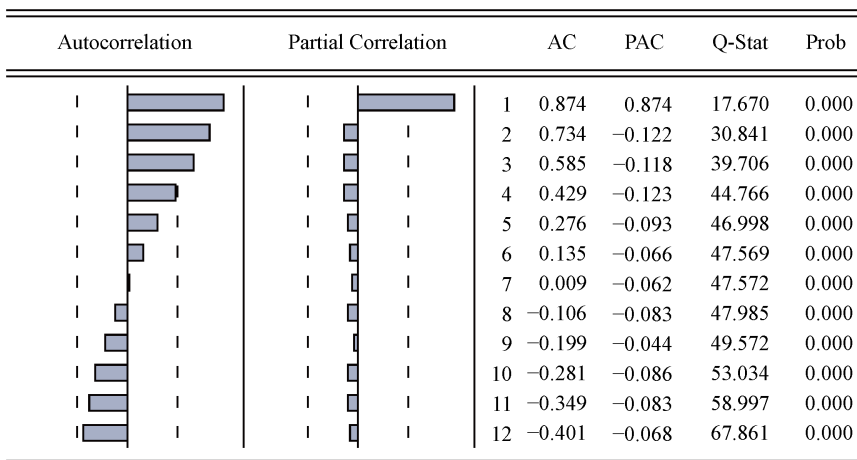 Autocorrelation Partial Correlation AC PAC Q-Stat Prob
1 0.874 0.874 17.670 0.000
2 0.734 −0.122 30.841 0.000
3 0.585 −0.118 39.706 0.000
4 0.429 −0.123 44.766 0.000
5 0.276 −0.093 46.998 0.000
6 0.135 −0.066 47.569 0.000
7 0.009 −0.062 47.572 0.000
8 −0.106 −0.083 47.985 0.000
9 −0.199 −0.044 49.572 0.000
10 −0.281 −0.086 53.034 0.000
11 −0.349 −0.083 58.997 0.000
12 −0.401 −0.068 67.861 0.000